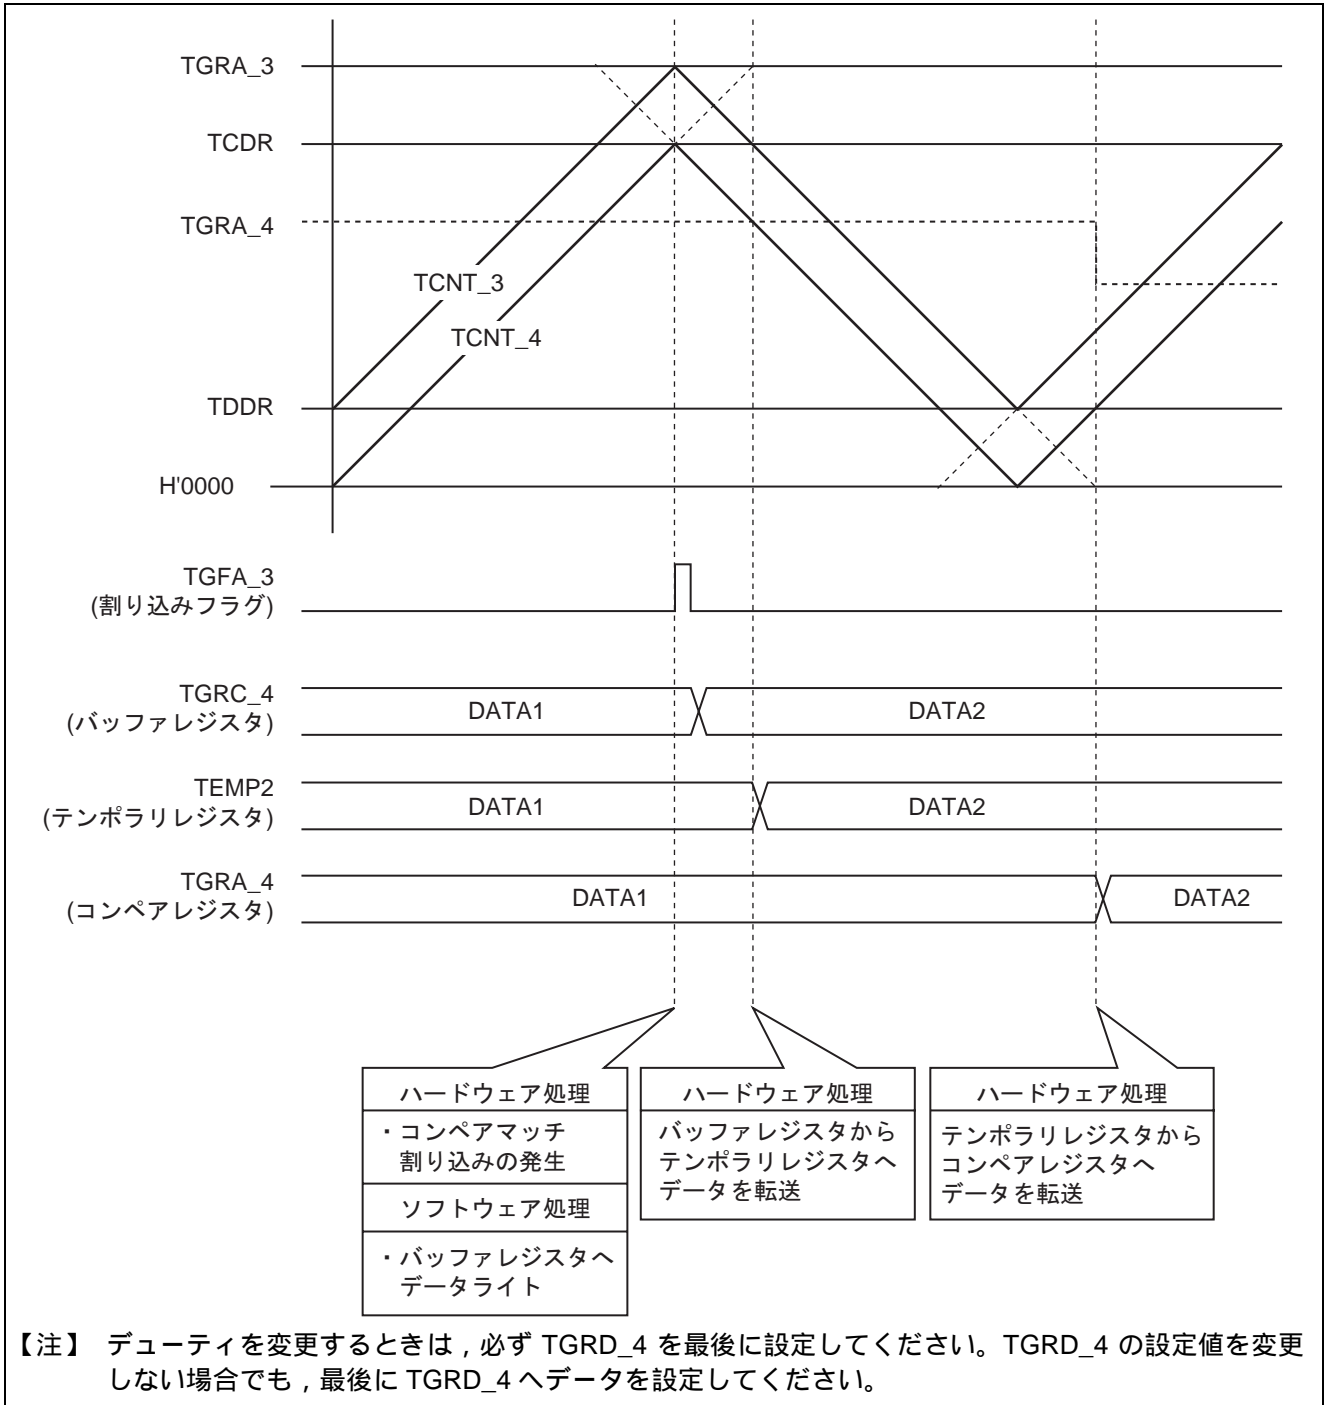 TGRA_3
TCDR
TGRA_4
TCNT_3
TCNT_4
TDDR
H'0000
TGFA_3
(割り込みフラグ)
TGRC_4
(バッファレジスタ)
DATA1
DATA2
TEMP2
(テンポラリレジスタ)
DATA1
DATA2
TGRA_4
(コンペアレジスタ)
DATA1
DATA2
ハードウェア処理
・コンペアマッチ
割り込みの発生
ソフトウェア処理
・バッファレジスタへ
データライト
ハードウェア処理
バッファレジスタから
テンポラリレジスタへ
データを転送
ハードウェア処理
テンポラリレジスタから
コンペアレジスタへ
データを転送
【注】 デューティを変更するときは，必ず TGRD_4 を最後に設定してください。TGRD_4 の設定値を変更
しない場合でも，最後に TGRD_4 へデータを設定してください。